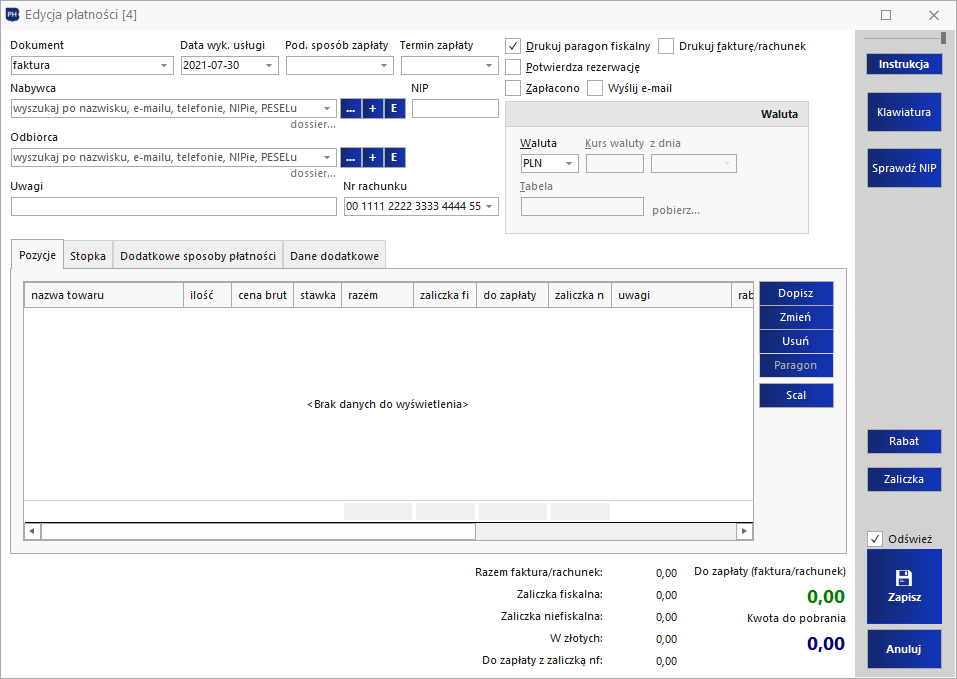 PH
Edycja płatności [4]
Dokument
Data wyk. usługi
Pod. sposób zapłaty
Termin zapłaty
faktura
2021-07-30
Drukuj paragon fiskalny
Drukuj fakturę/rachunek
Potwierdza rezerwację
Zapłacono
Wyślij e-mail
Nabywca
NIP
wyszukaj po nazwisku, e-mailu, telefonie, NIPie, PESELu
...
+
E
dossier...
Odbiorca
wyszukaj po nazwisku, e-mailu, telefonie, NIPie, PESELu
...
+
E
dossier...
Uwagi
Nr rachunku
00 1111 2222 3333 4444 55
Waluta
Waluta
Kurs waluty
z dnia
PLN
Tabela
pobierz...
Instrukcja
Klawiatura
Sprawdź NIP
Pozycje
Stopka
Dodatkowe sposoby płatności
Dane dodatkowe
nazwa towaru
ilość
cena brut
stawka
razem
zaliczka fi
do zapłaty
zaliczka n
uwagi
rab
<Brak danych do wyświetlenia>
Dopisz
Zmień
Usuń
Paragon
Scal
Rabat
Zaliczka
Odśwież
Zapisz
Anuluj
Razem faktura/rachunek: 0,00
Zaliczka fiskalna: 0,00
Zaliczka niefiskalna: 0,00
W złotych: 0,00
Do zapłaty z zaliczką nf: 0,00
Do zapłaty (faktura/rachunek)
0,00
Kwota do pobrania
0,00